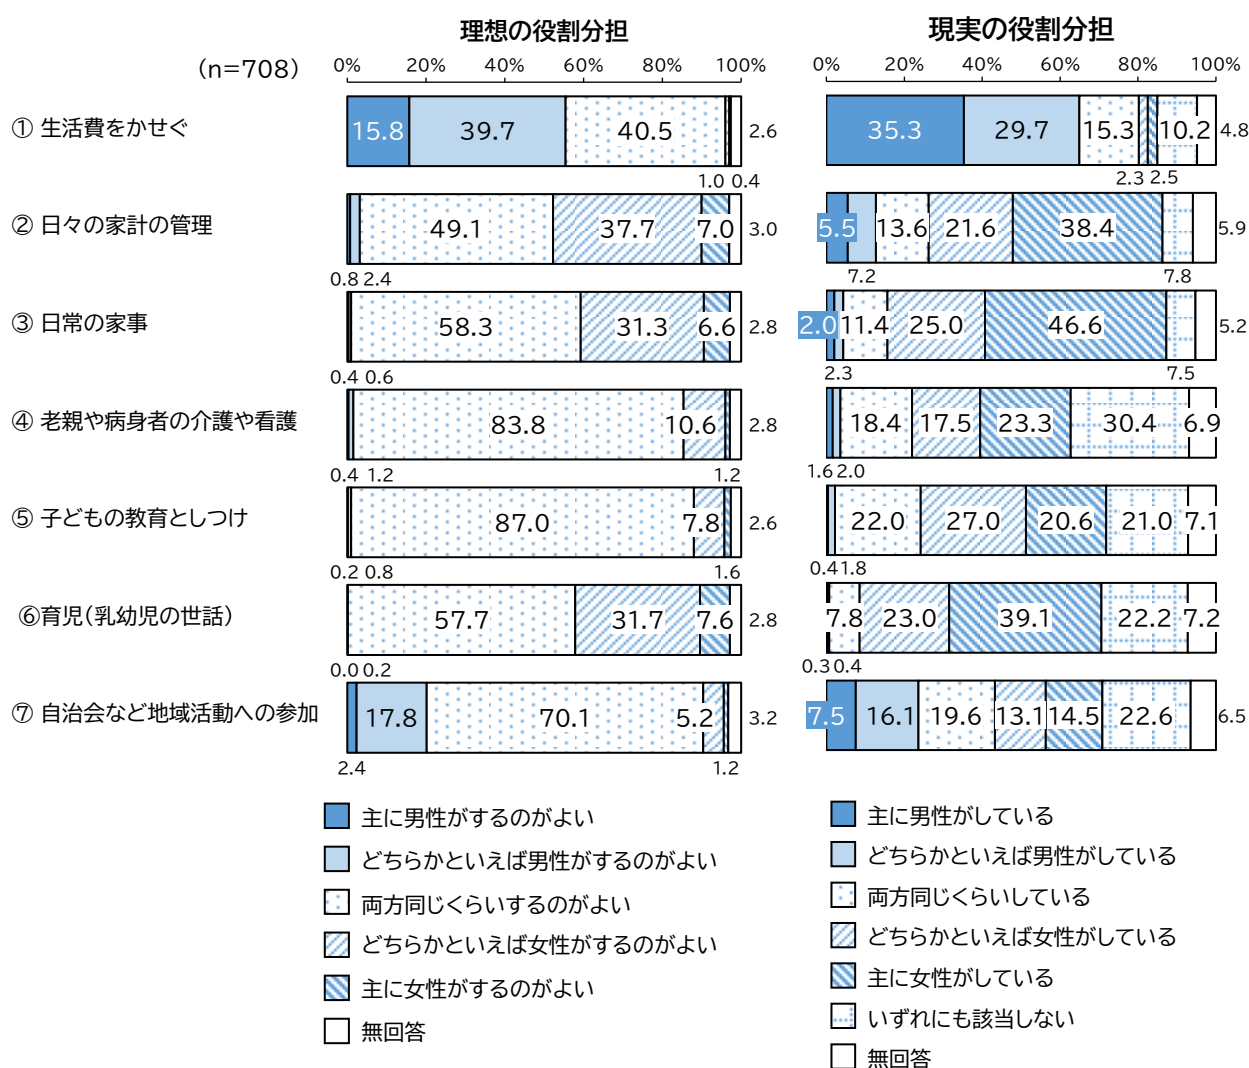 理想の役割分担
現実の役割分担
(n=708)
0% 20% 40% 60% 80% 100%
0% 20% 40% 60% 80% 100%
① 生活費をかせぐ
15.8 39.7 40.5 2.6
1.0 0.4
35.3 29.7 15.3 10.2 4.8
2.3 2.5
② 日々の家計の管理
49.1 37.7 7.0 3.0
0.8 2.4
5.5 13.6 21.6 38.4 5.9
7.2 7.8
③ 日常の家事
58.3 31.3 6.6 2.8
0.4 0.6
2.0 11.4 25.0 46.6 5.2
2.3 7.5
④ 老親や病身者の介護や看護
83.8 10.6 2.8
0.4 1.2 1.2
18.4 17.5 23.3 30.4 6.9
1.6 2.0
⑤ 子どもの教育としつけ
87.0 7.8 2.6
0.2 0.8 1.6
22.0 27.0 20.6 21.0 7.1
0.4 1.8
⑥育児(乳幼児の世話)
57.7 31.7 7.6 2.8
0.0 0.2
7.8 23.0 39.1 22.2 7.2
0.3 0.4
⑦ 自治会など地域活動への参加
17.8 70.1 5.2 3.2
2.4 1.2
7.5 16.1 19.6 13.1 14.5 22.6 6.5
主に男性がするのがよい
どちらかといえば男性がするのがよい
両方同じくらいするのがよい
どちらかといえば女性がするのがよい
主に女性がするのがよい
無回答
主に男性がしている
どちらかといえば男性がしている
両方同じくらいしている
どちらかといえば女性がしている
主に女性がしている
いずれにも該当しない
無回答